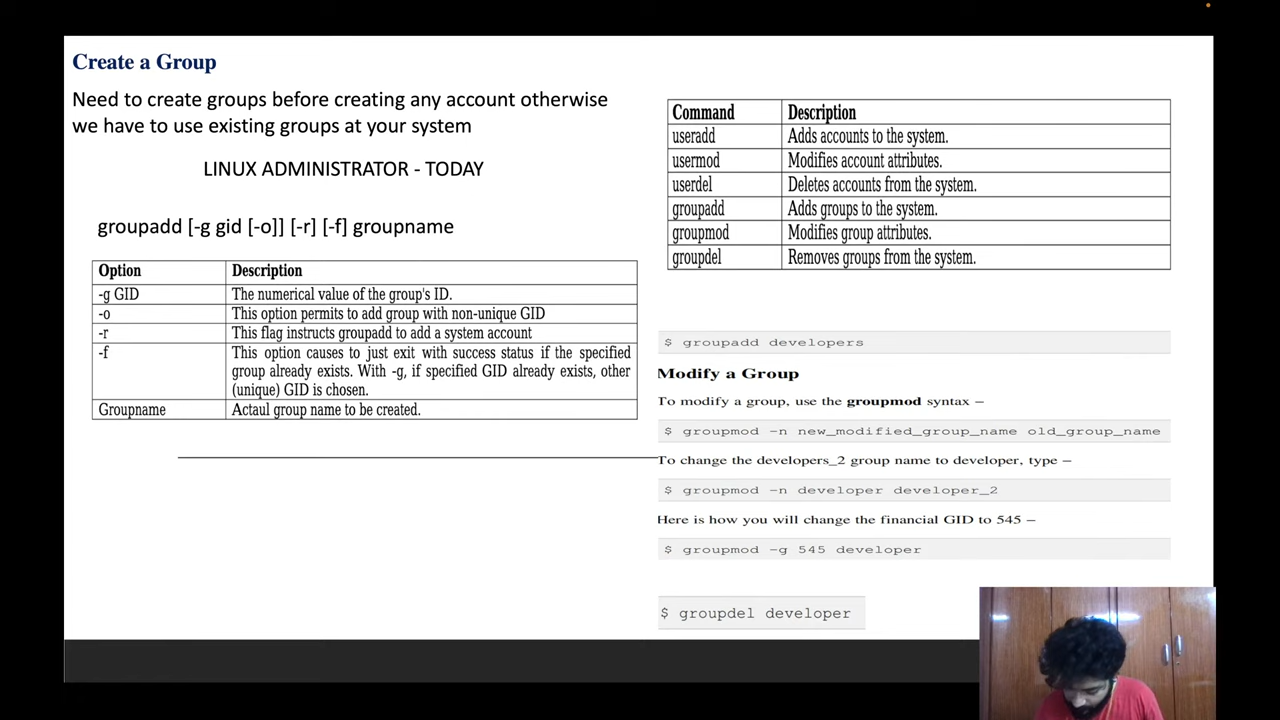 Create a Group
Need to create groups before creating any account otherwise
we have to use existing groups at your system
LINUX ADMINISTRATOR - TODAY
groupadd [-g gid [-o]] [-r] [-f] groupname
Option Description
-g GID The numerical value of the group's ID.
-o This option permits to add group with non-unique GID
-r This flag instructs groupadd to add a system account
-f This option causes to just exit with success status if the specified
group already exists. With -g, if specified GID already exists, other
(unique) GID is chosen.
Groupname Actaul group name to be created.
Command Description
useradd Adds accounts to the system.
usermod Modifies account attributes.
userdel Deletes accounts from the system.
groupadd Adds groups to the system.
groupmod Modifies group attributes.
groupdel Removes groups from the system.
$ groupadd developers
Modify a Group
To modify a group, use the groupmod syntax −
$ groupmod −n new_modified_group_name old_group_name
To change the developers_2 group name to developer, type −
$ groupmod −n developer developer_2
Here is how you will change the financial GID to 545 −
$ groupmod −g 545 developer
$ groupdel developer